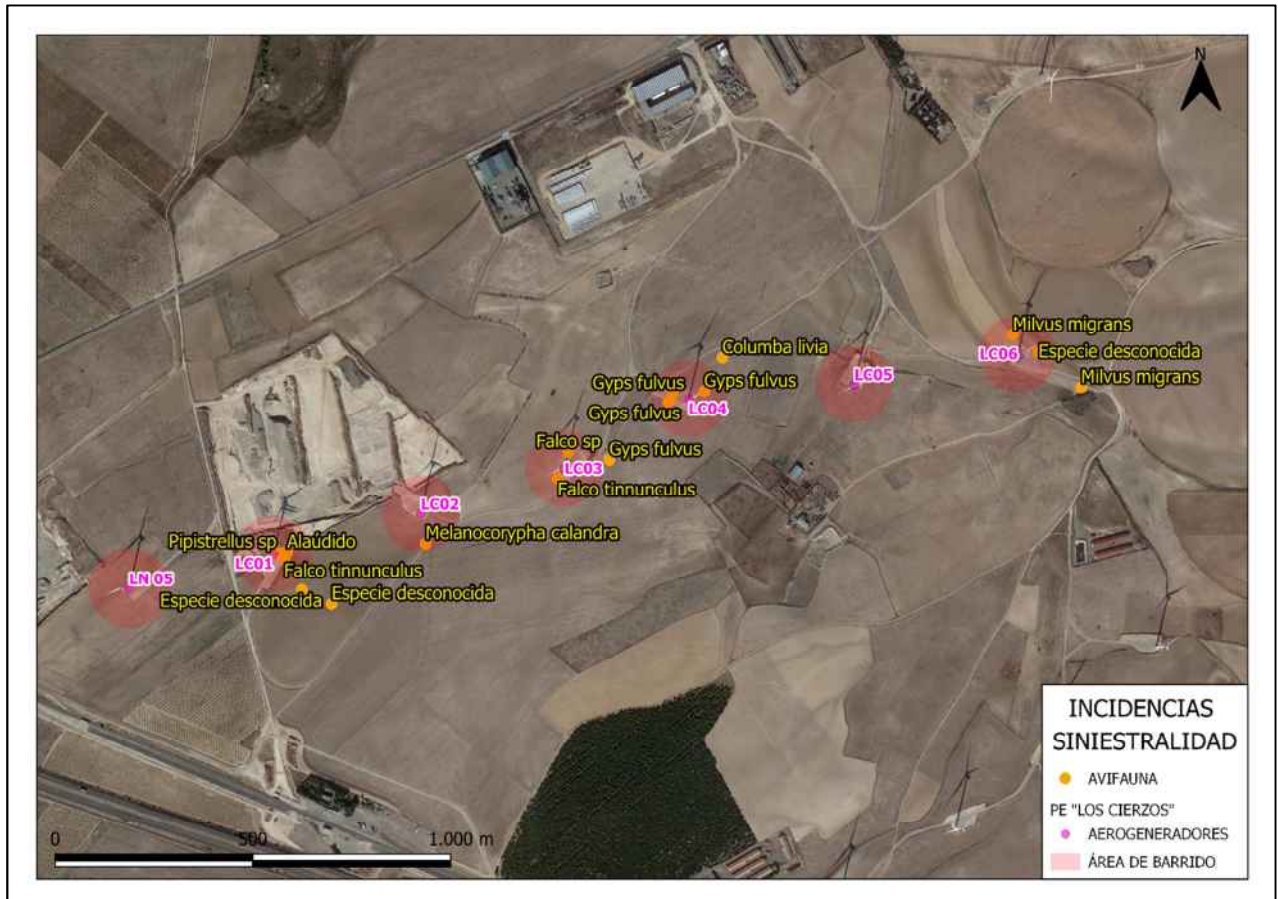 N
Milvus migrans
LC06
Especie desconocida
Milvus migrans
Columba livia
LC05
Gyps fulvus
Gyps fulvus
Gyps fulvus
LC04
Falco sp
Gyps fulvus
LC03
Falco tinnunculus
LC02
Melanocorypha calandra
Pipistrellus sp
Alaúdido
LC01
Falco tinnunculus
LN 05
Especie desconocida
Especie desconocida
INCIDENCIAS
SINIESTRALIDAD
AVIFAUNA
PE "LOS CIERZOS"
AEROGENERADORES
ÁREA DE BARRIDO
0 500 1.000 m